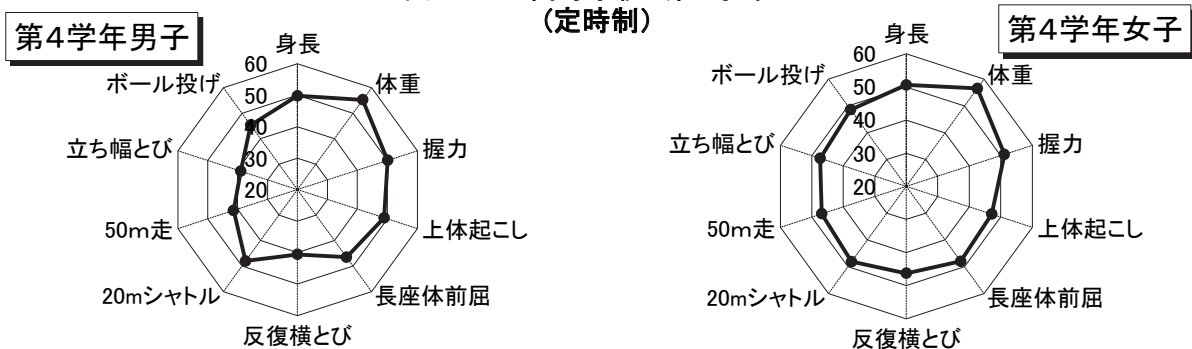 (定時制)
第4学年男子
身長
体重
握力
上体起こし
長座体前屈
反復横とび
20mシャトル
50m走
立ち幅とび
ボール投げ
60
50
40
30
20
第4学年女子
身長
体重
握力
上体起こし
長座体前屈
反復横とび
20mシャトル
50m走
立ち幅とび
ボール投げ
60
50
40
30
20